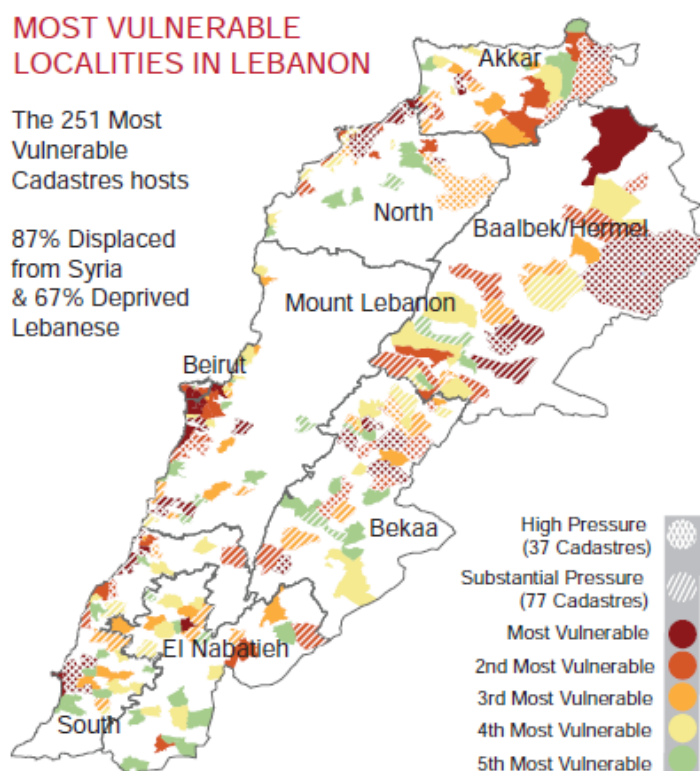 MOST VULNERABLE
LOCALITIES IN LEBANON
The 251 Most
Vulnerable
Cadastres hosts
87% Displaced
from Syria
& 67% Deprived
Lebanese
Akkar
North
Baalbek/Hermel
Mount Lebanon
Beirut
Bekaa
El Nabatieh
South
High Pressure
(37 Cadastres)
Substantial Pressure
(77 Cadastres)
Most Vulnerable
2nd Most Vulnerable
3rd Most Vulnerable
4th Most Vulnerable
5th Most Vulnerable